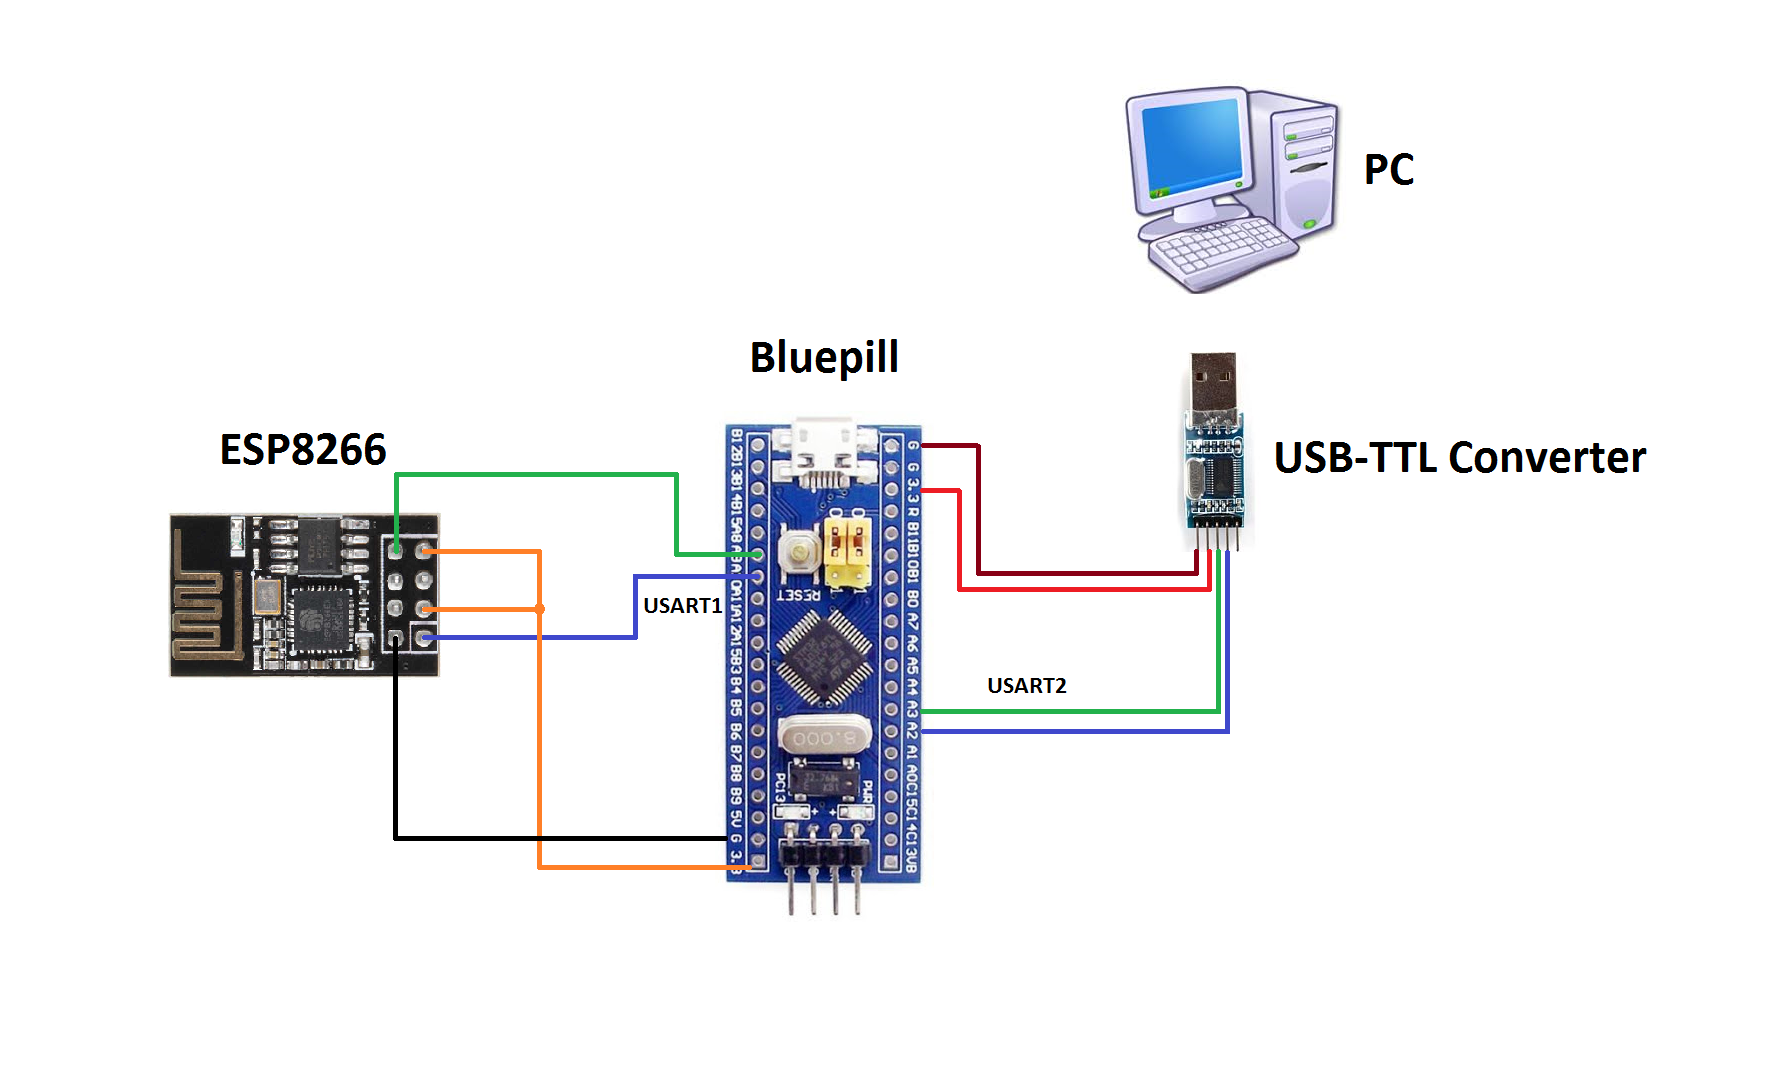 PC
Bluepill
ESP8266
USB-TTL Converter
USART1
USART2
RESET
8.000
PC13
PWR
B12
B13
B14
B15
A8
A9
A10
A11
A12
A15
B3
B4
B5
B6
B7
B8
B9
5V
G
3.3
G
G
3.3
R
B11
B10
B1
B0
A7
A6
A5
A4
A3
A2
A1
A0
C15
C14
C13
VB